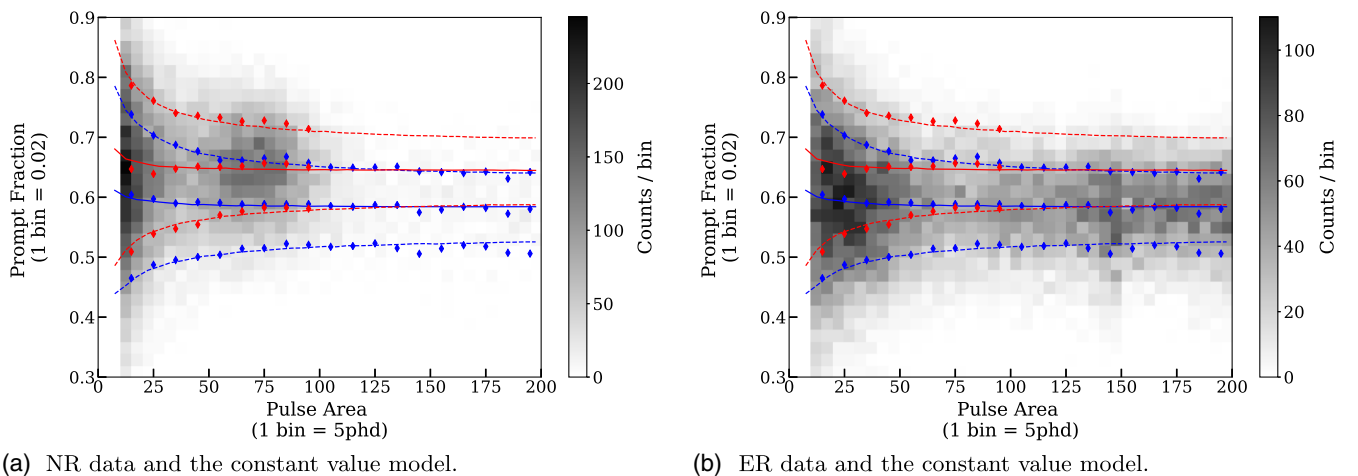 0.9
0.8
0.7
0.6
0.5
0.4
0.3
Prompt Fraction
(1 bin = 0.02)
0 25 50 75 100 125 150 175 200
Pulse Area
(1 bin = 5phd)
200
150
100
50
0
Counts / bin
(a) NR data and the constant value model.
0.9
0.8
0.7
0.6
0.5
0.4
0.3
Prompt Fraction
(1 bin = 0.02)
0 25 50 75 100 125 150 175 200
Pulse Area
(1 bin = 5phd)
100
80
60
40
20
0
Counts / bin
(b) ER data and the constant value model.